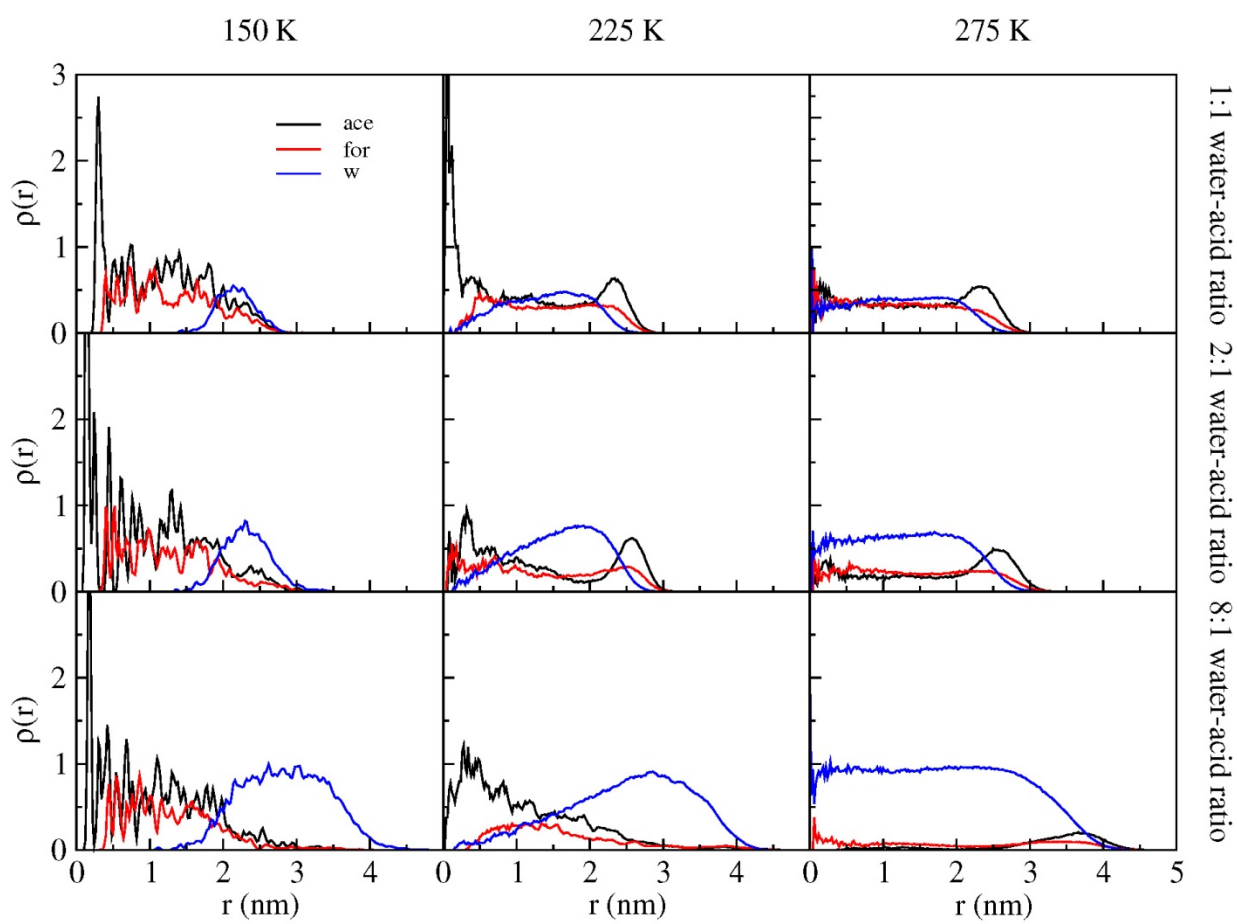 150 K 225 K 275 K
3
2
1
0
ρ(r)
ace
for
w
1:1 water-acid ratio
2
1
0
ρ(r)
2:1 water-acid ratio
2
1
0
ρ(r)
8:1 water-acid ratio
0 1 2 3 4 0 1 2 3 4 0 1 2 3 4 5
r (nm) r (nm) r (nm)